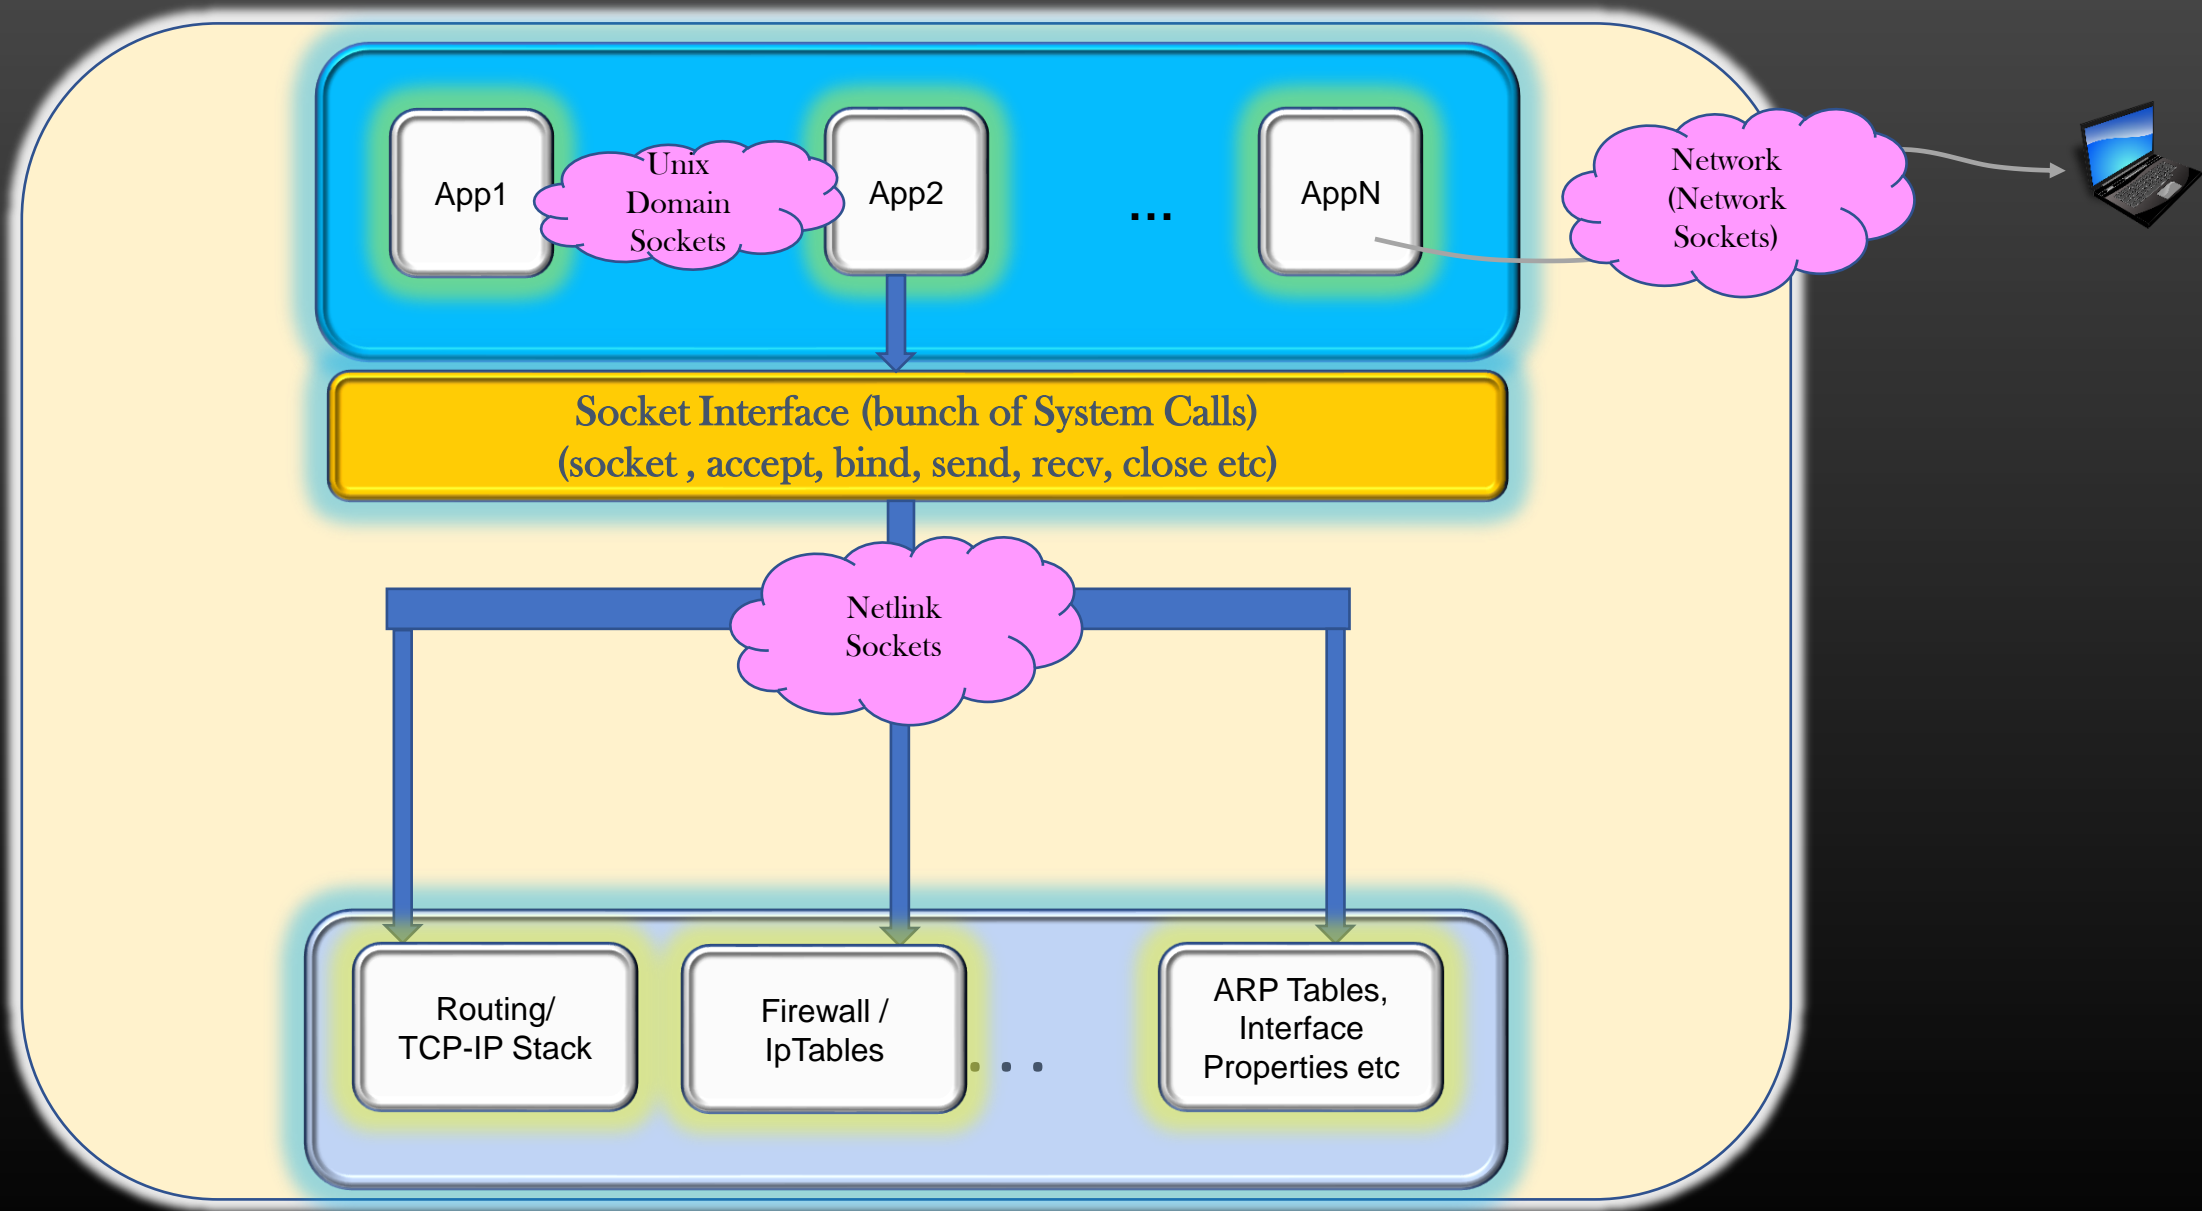 App1
Unix
Domain
Sockets
App2
...
AppN
Network
(Network
Sockets)
Socket Interface (bunch of System Calls)
(socket , accept, bind, send, recv, close etc)
Netlink
Sockets
Routing/
TCP-IP Stack
Firewall /
IpTables
. . .
ARP Tables,
Interface
Properties etc